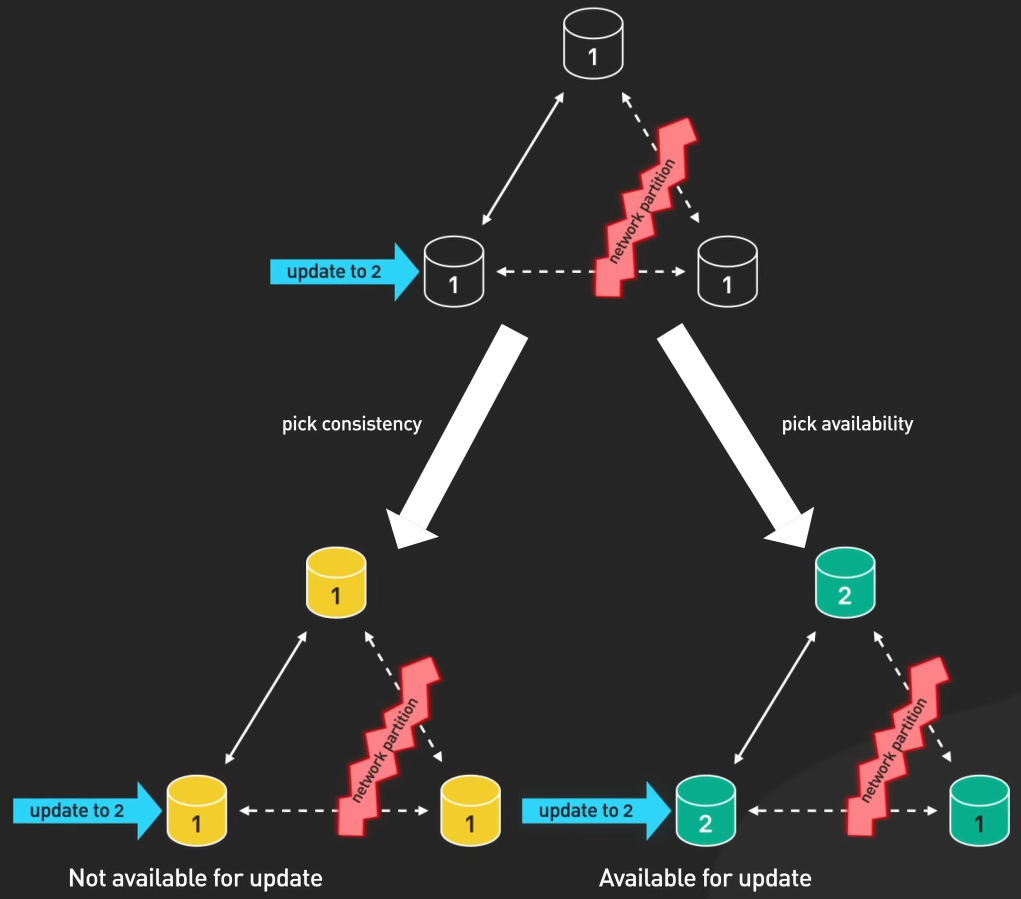 1
network partition
update to 2
1
1
pick consistency
pick availability
1
network partition
update to 2
1
1
Not available for update
2
network partition
update to 2
2
1
Available for update